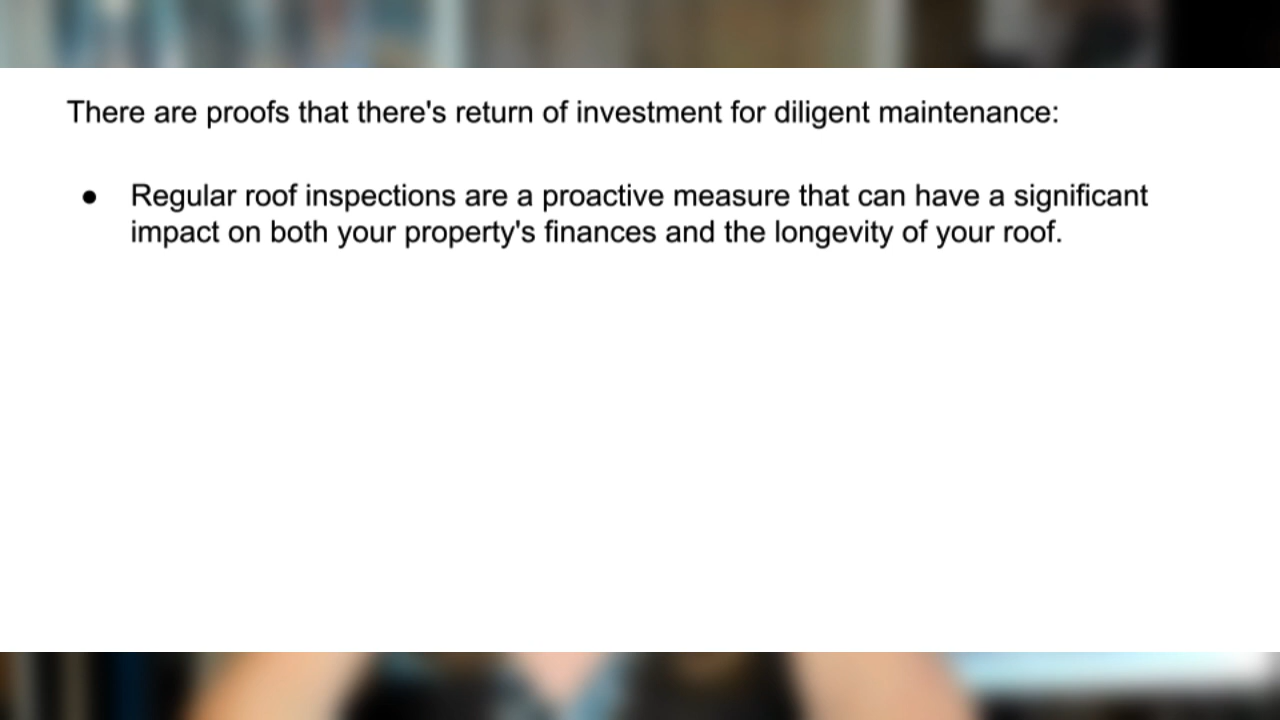 There are proofs that there's return of investment for diligent maintenance:
● Regular roof inspections are a proactive measure that can have a significant
impact on both your property's finances and the longevity of your roof.